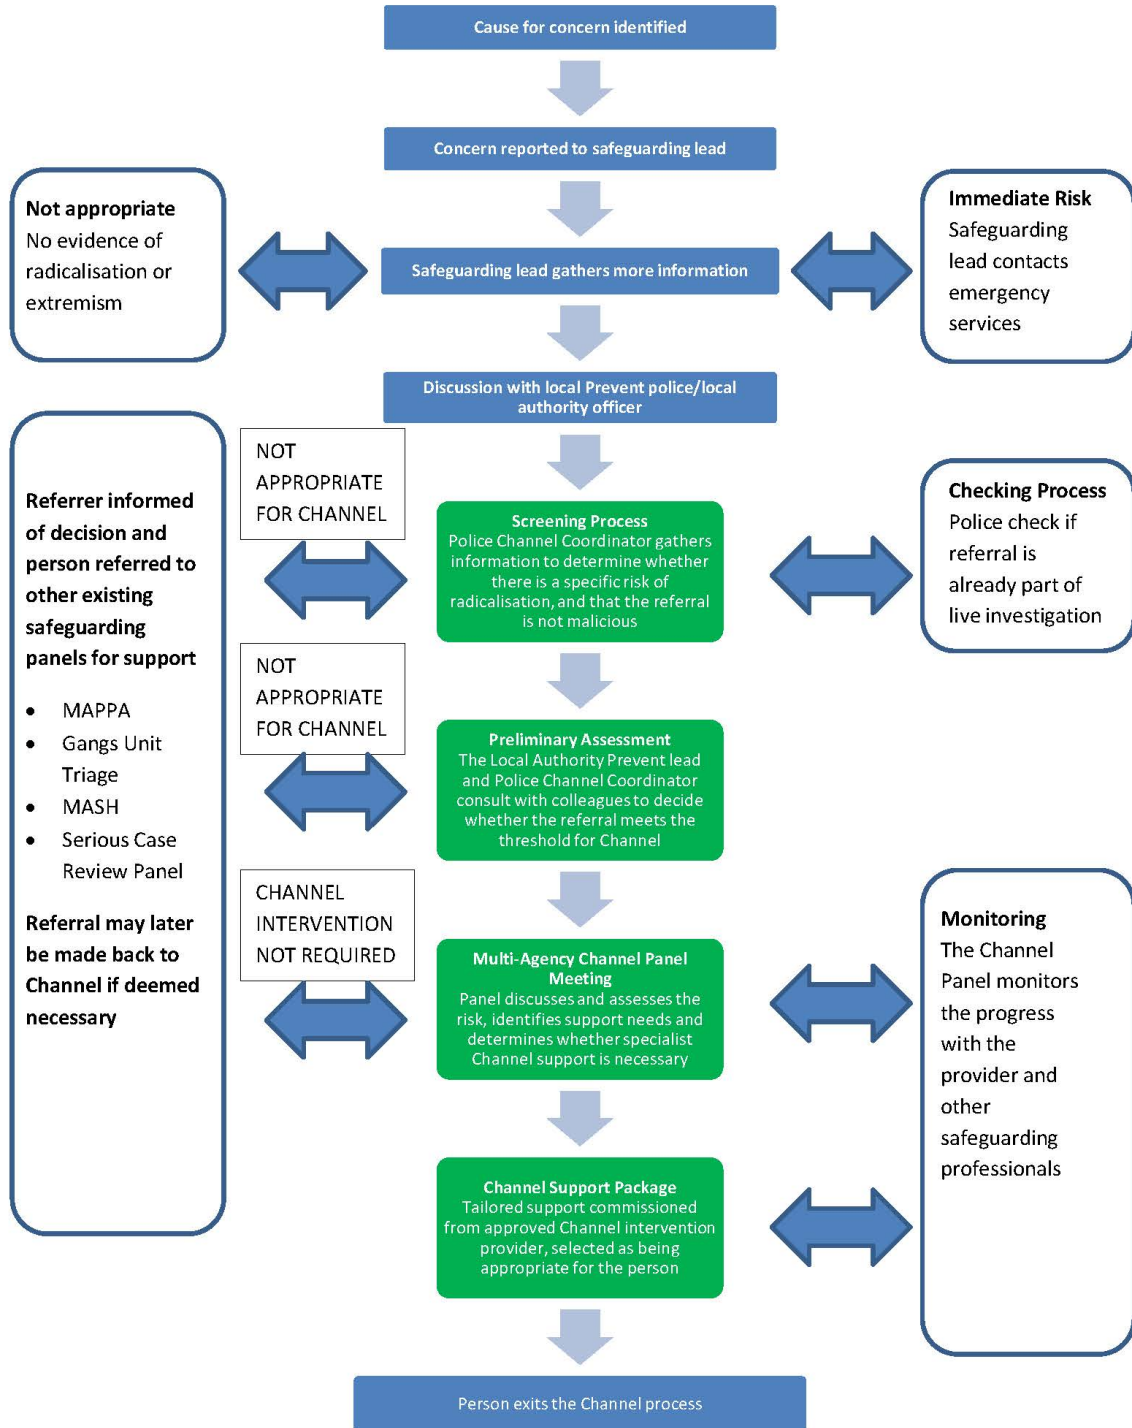 Cause for concern identified
Concern reported to safeguarding lead
Not appropriate
No evidence of
radicalisation or
extremism
Safeguarding lead gathers more information
Immediate Risk
Safeguarding
lead contacts
emergency
services
Discussion with local Prevent police/local
authority officer
Referrer informed
of decision and
person referred to
other existing
safeguarding
panels for support
• MAPPA
• Gangs Unit
Triage
• MASH
• Serious Case
Review Panel
Referral may later
be made back to
Channel if deemed
necessary
NOT
APPROPRIATE
FOR CHANNEL
Screening Process
Police Channel Coordinator gathers
information to determine whether
there is a specific risk of
radicalisation, and that the referral
is not malicious
Checking Process
Police check if
referral is
already part of
live investigation
NOT
APPROPRIATE
FOR CHANNEL
Preliminary Assessment
The Local Authority Prevent lead
and Police Channel Coordinator
consult with colleagues to decide
whether the referral meets the
threshold for Channel
CHANNEL
INTERVENTION
NOT REQUIRED
Multi-Agency Channel Panel
Meeting
Panel discusses and assesses the
risk, identifies support needs and
determines whether specialist
Channel support is necessary
Monitoring
The Channel
Panel monitors
the progress
with the
provider and
other
safeguarding
professionals
Channel Support Package
Tailored support commissioned
from approved Channel intervention
provider, selected as being
appropriate for the person
Person exits the Channel process